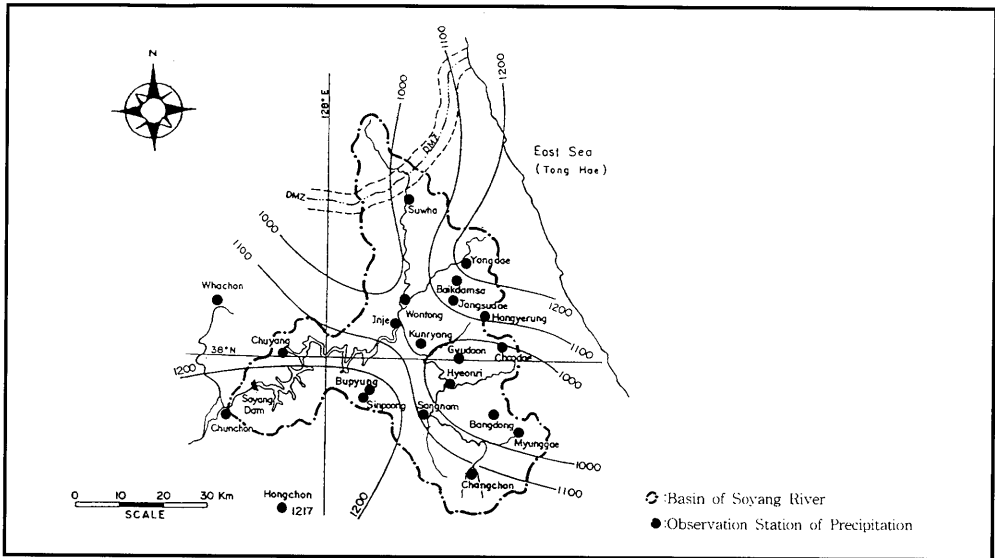 N
128° E
1000
1100
1200
DMZ
DMZ
East Sea
(Tong Hae)
Suwha
1000
1100
Yongdae
Baikdamsa
Jangsudae
Hangyerung
1200
1100
1000
Whachon
Wontong
Inje
Kunryang
Chuyang
38° N
Gyudoon
Choodae
Hyeonri
1200
Soyang
Dam
Bupyung
Sinpoong
Sangnam
Chunchon
Bangdong
Myunggae
1000
Changchon
1100
1200
0 10 20 30 Km
SCALE
Hongchon
1217
:Basin of Soyang River
:Observation Station of Precipitation